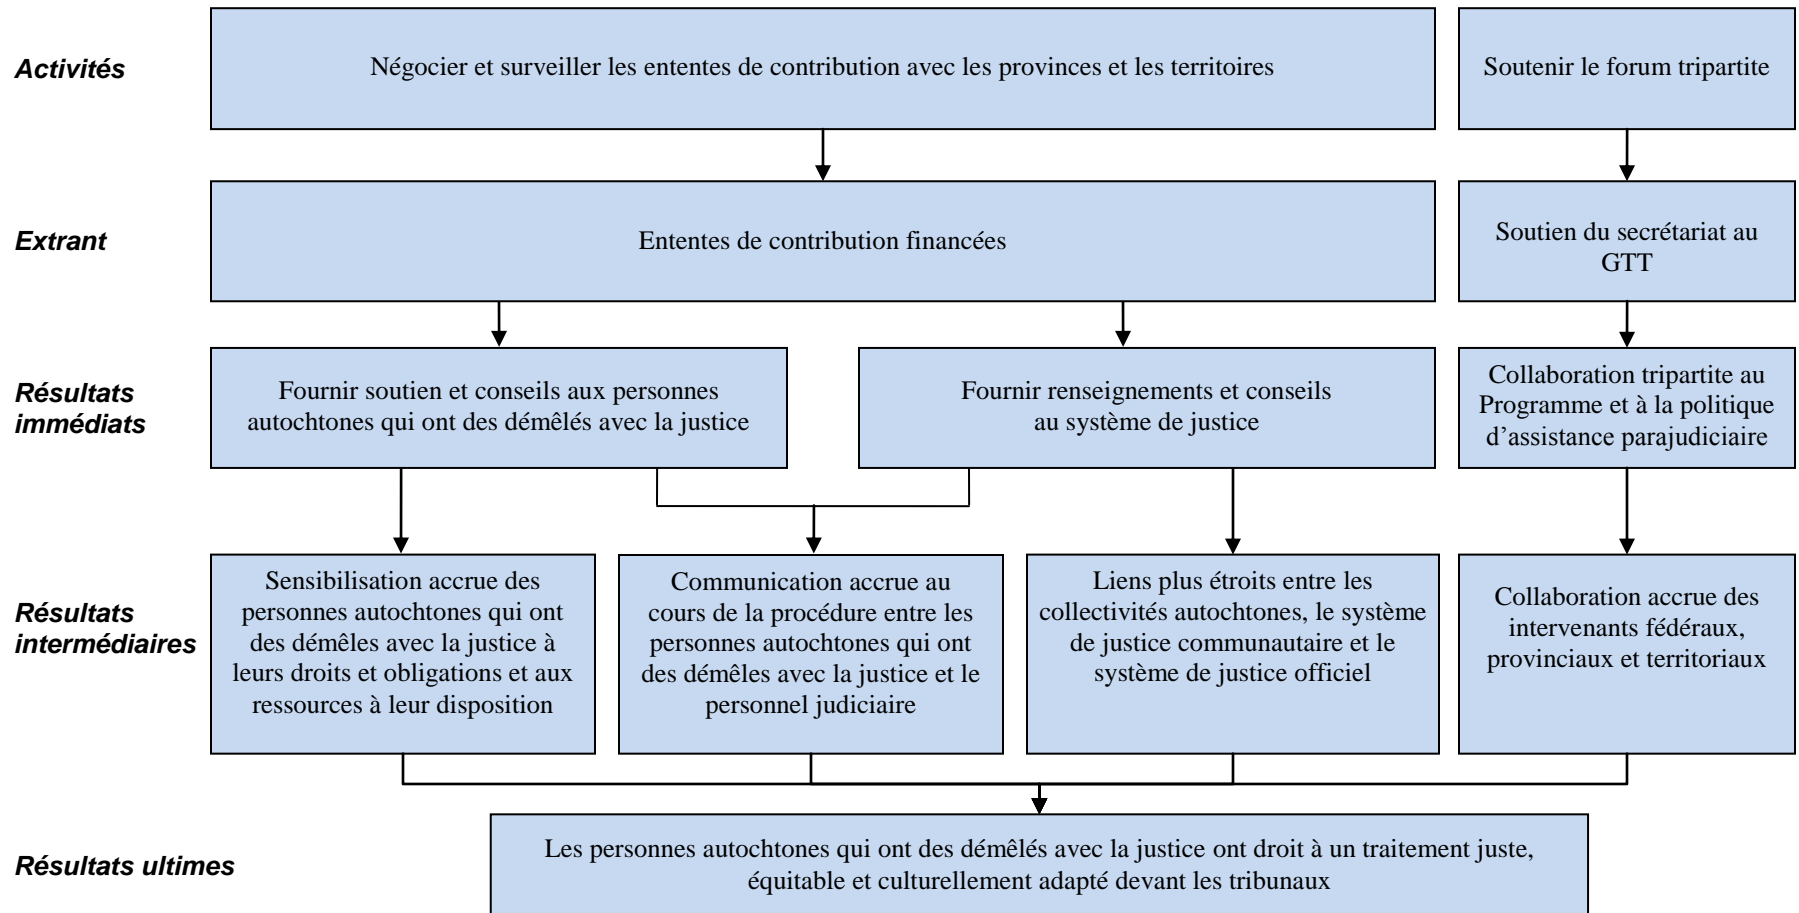 Activités
Négocier et surveiller les ententes de contribution avec les provinces et les territoires
Soutenir le forum tripartite
Extrant
Ententes de contribution financées
Soutien du secrétariat au
GTT
Résultats
immédiats
Fournir soutien et conseils aux personnes
autochtones qui ont des démêlés avec la justice
Fournir renseignements et conseils
au système de justice
Collaboration tripartite au
Programme et à la politique
d’assistance parajudiciaire
Résultats
intermédiaires
Sensibilisation accrue des
personnes autochtones qui ont
des démêles avec la justice à
leurs droits et obligations et aux
ressources à leur disposition
Communication accrue au
cours de la procédure entre les
personnes autochtones qui ont
des démêles avec la justice et le
personnel judiciaire
Liens plus étroits entre les
collectivités autochtones, le système
de justice communautaire et le
système de justice officiel
Collaboration accrue des
intervenants fédéraux,
provinciaux et territoriaux
Résultats ultimes
Les personnes autochtones qui ont des démêlés avec la justice ont droit à un traitement juste,
équitable et culturellement adapté devant les tribunaux